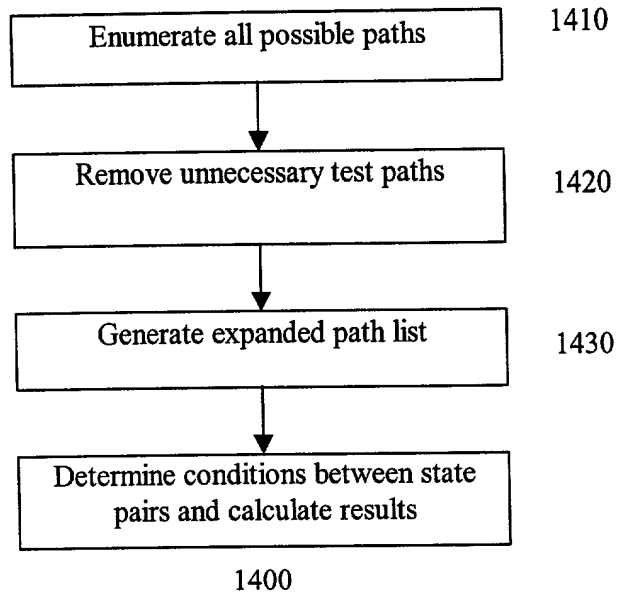 Enumerate all possible paths
1410
Remove unnecessary test paths
1420
Generate expanded path list
1430
Determine conditions between state
pairs and calculate results
1400